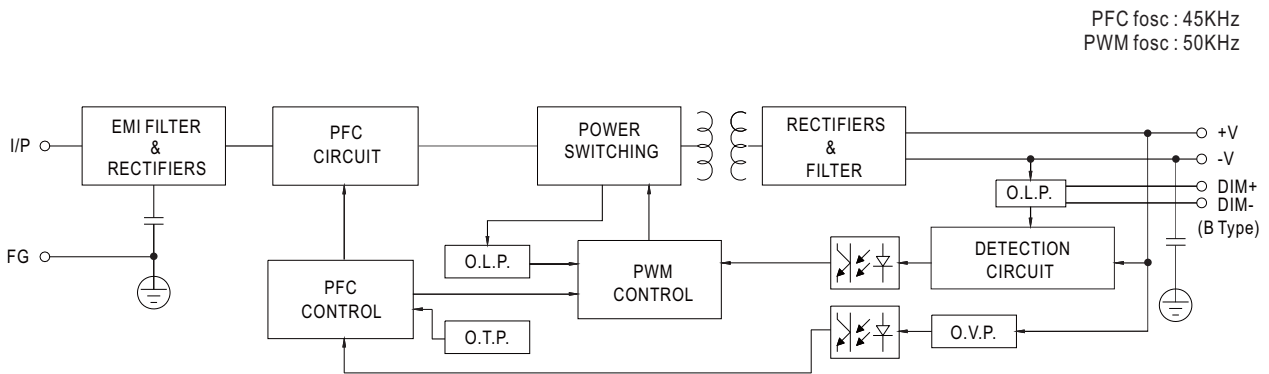 PFC fosc : 45KHz
PWM fosc : 50KHz
I/P
EMI FILTER
&
RECTIFIERS
PFC
CIRCUIT
POWER
SWITCHING
RECTIFIERS
&
FILTER
+V
-V
O.L.P.
DIM+
DIM-
(B Type)
FG
PFC
CONTROL
O.L.P.
O.T.P.
PWM
CONTROL
DETECTION
CIRCUIT
O.V.P.